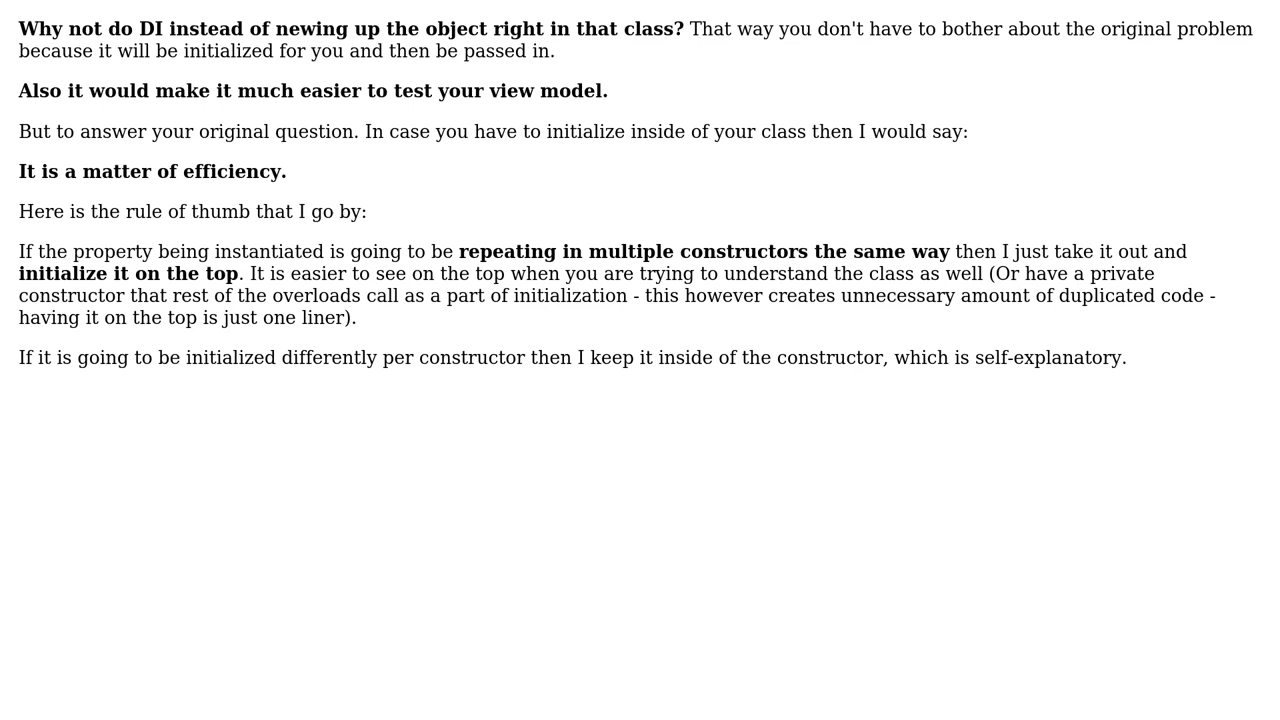 Why not do DI instead of newing up the object right in that class? That way you don't have to bother about the original problem
because it will be initialized for you and then be passed in.
Also it would make it much easier to test your view model.
But to answer your original question. In case you have to initialize inside of your class then I would say:
It is a matter of efficiency.
Here is the rule of thumb that I go by:
If the property being instantiated is going to be repeating in multiple constructors the same way then I just take it out and
initialize it on the top. It is easier to see on the top when you are trying to understand the class as well (Or have a private
constructor that rest of the overloads call as a part of initialization - this however creates unnecessary amount of duplicated code -
having it on the top is just one liner).
If it is going to be initialized differently per constructor then I keep it inside of the constructor, which is self-explanatory.